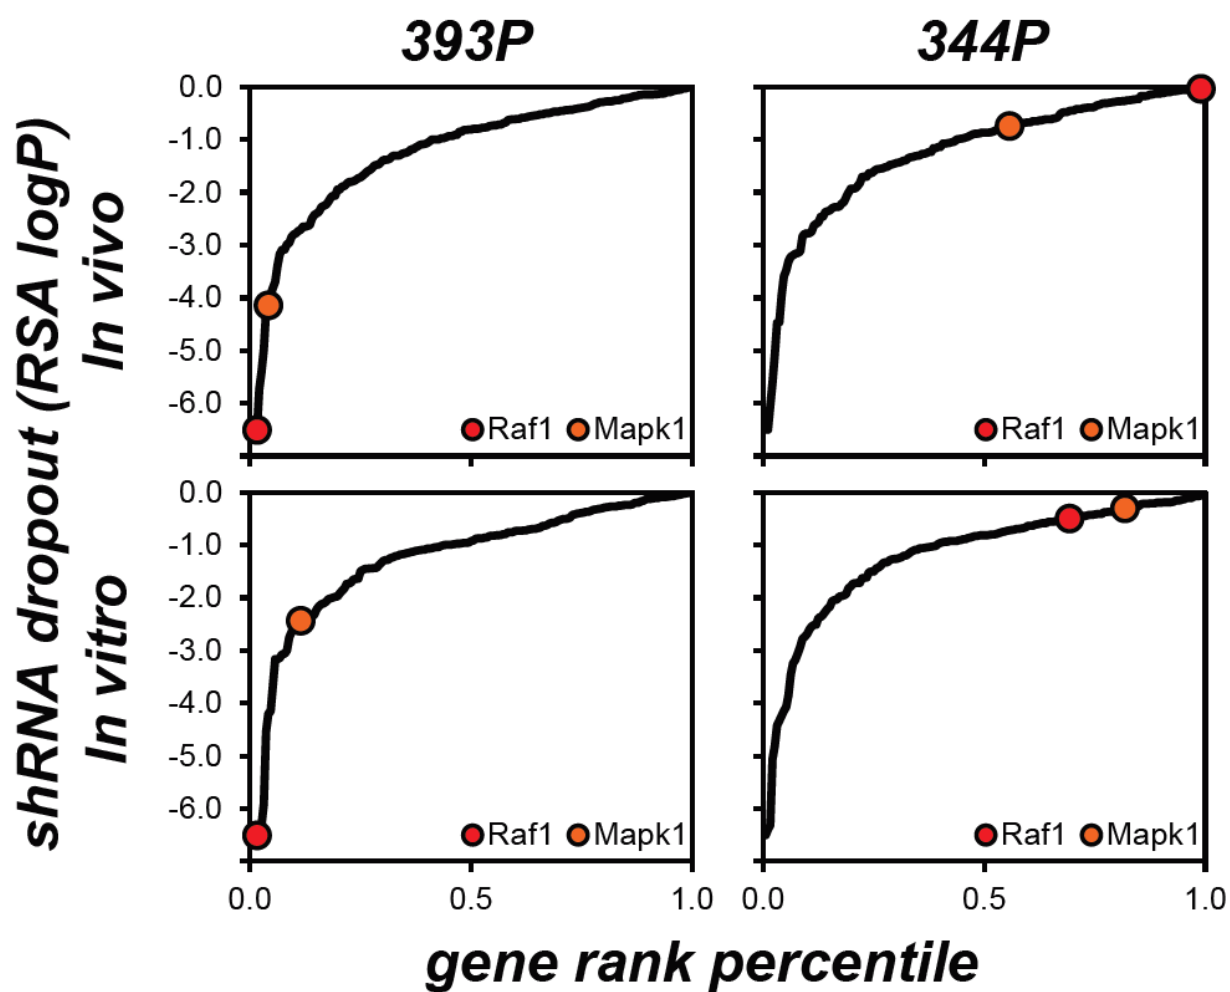 393P 344P
shRNA dropout (RSA logP)
In vivo
0.0
-1.0
-2.0
-3.0
-4.0
-5.0
-6.0
Raf1 Mapk1 Raf1 Mapk1
In vitro
0.0
-1.0
-2.0
-3.0
-4.0
-5.0
-6.0
Raf1 Mapk1 Raf1 Mapk1
0.0 0.5 1.0 0.0 0.5 1.0
gene rank percentile